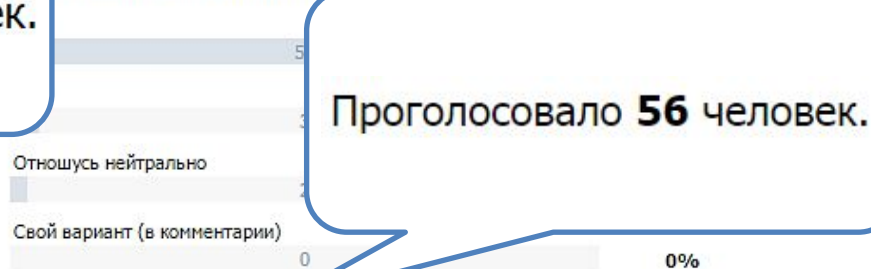 ек.
5
3
Проголосовало 56 человек.
Отношусь нейтрально
2
Свой вариант (в комментарии)
0
0%